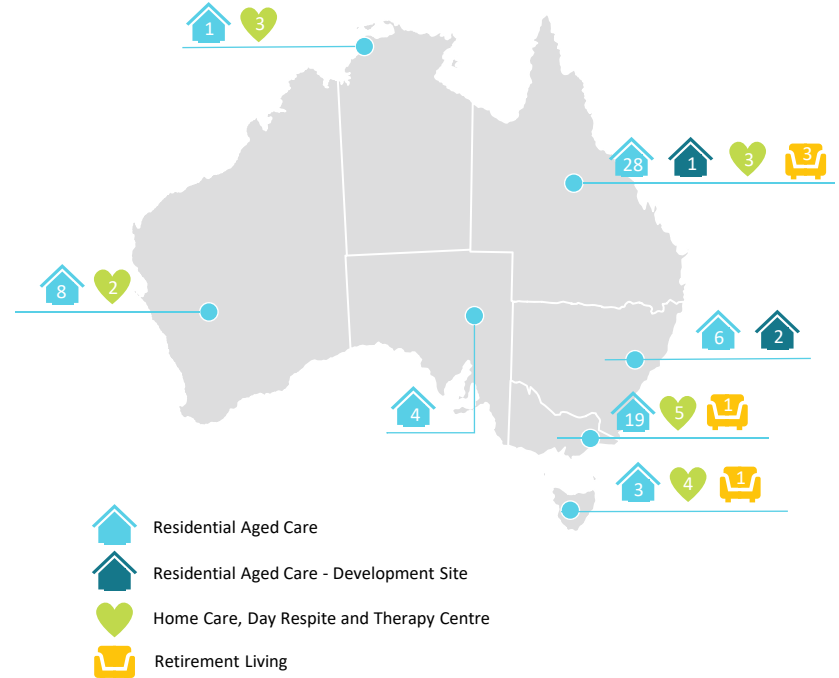 1 3
28 1 3 3
8 2
6 2
4
19 5 1
3 4 1
Residential Aged Care
Residential Aged Care - Development Site
Home Care, Day Respite and Therapy Centre
Retirement Living